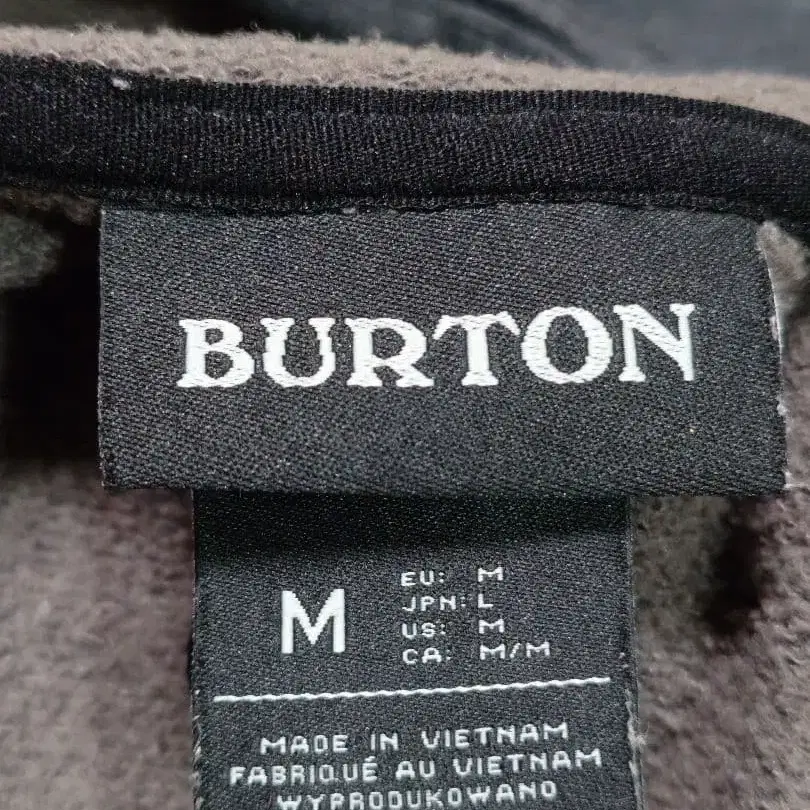 BURTON
M
EU: M
JPN: L
US: M
CA: M/M
MADE IN VIETNAM
FABRIQUÉ AU VIETNAM
WYPRODUKOWANO